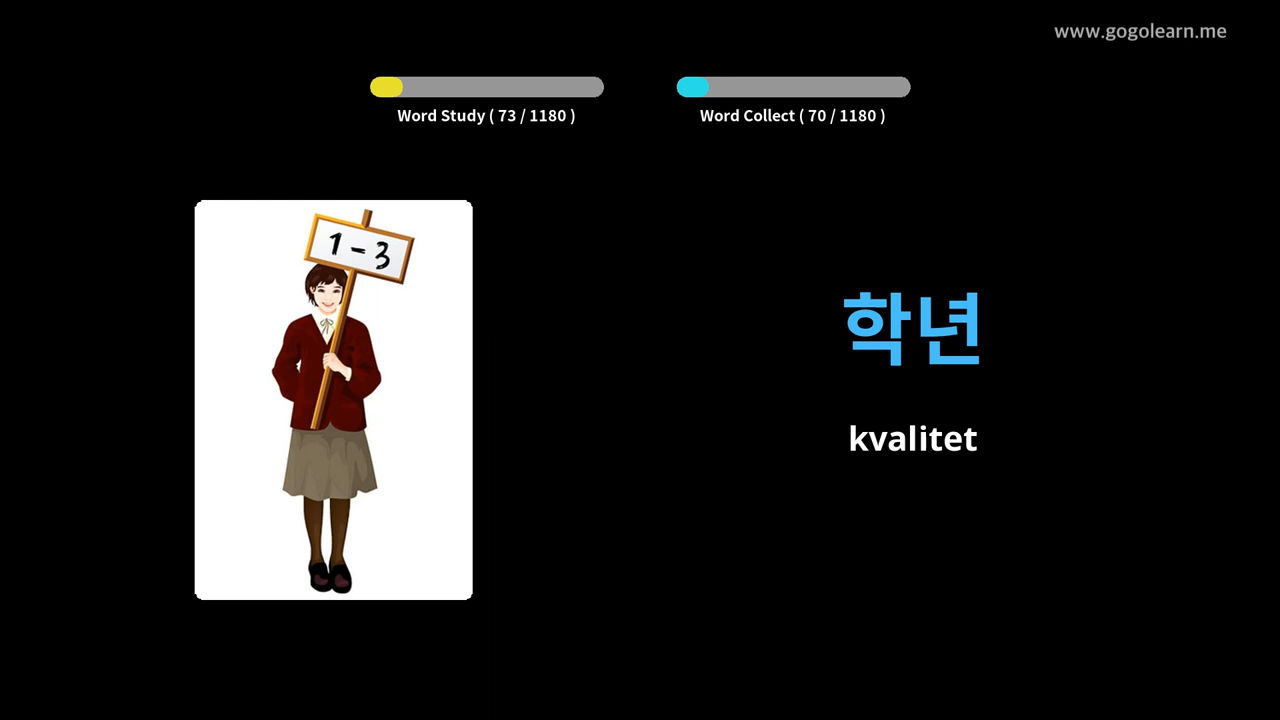 www.gogolearn.me
Word Study ( 73 / 1180 )
Word Collect ( 70 / 1180 )
1 - 3
학년
kvalitet